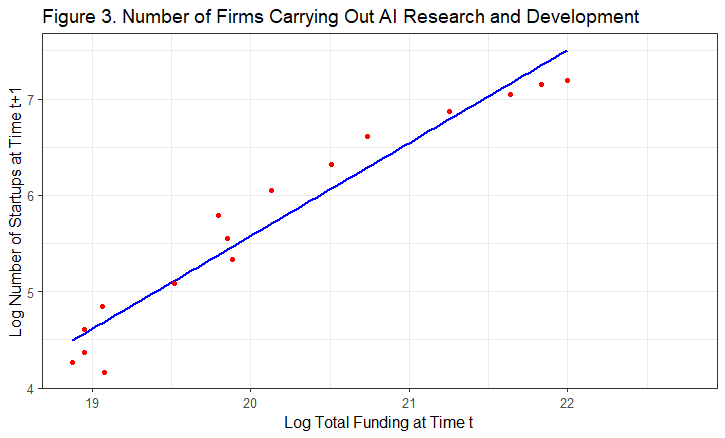 Figure 3. Number of Firms Carrying Out AI Research and Development
Log Number of Startups at Time t+1
7
6
5
4
19
20
21
22
Log Total Funding at Time t